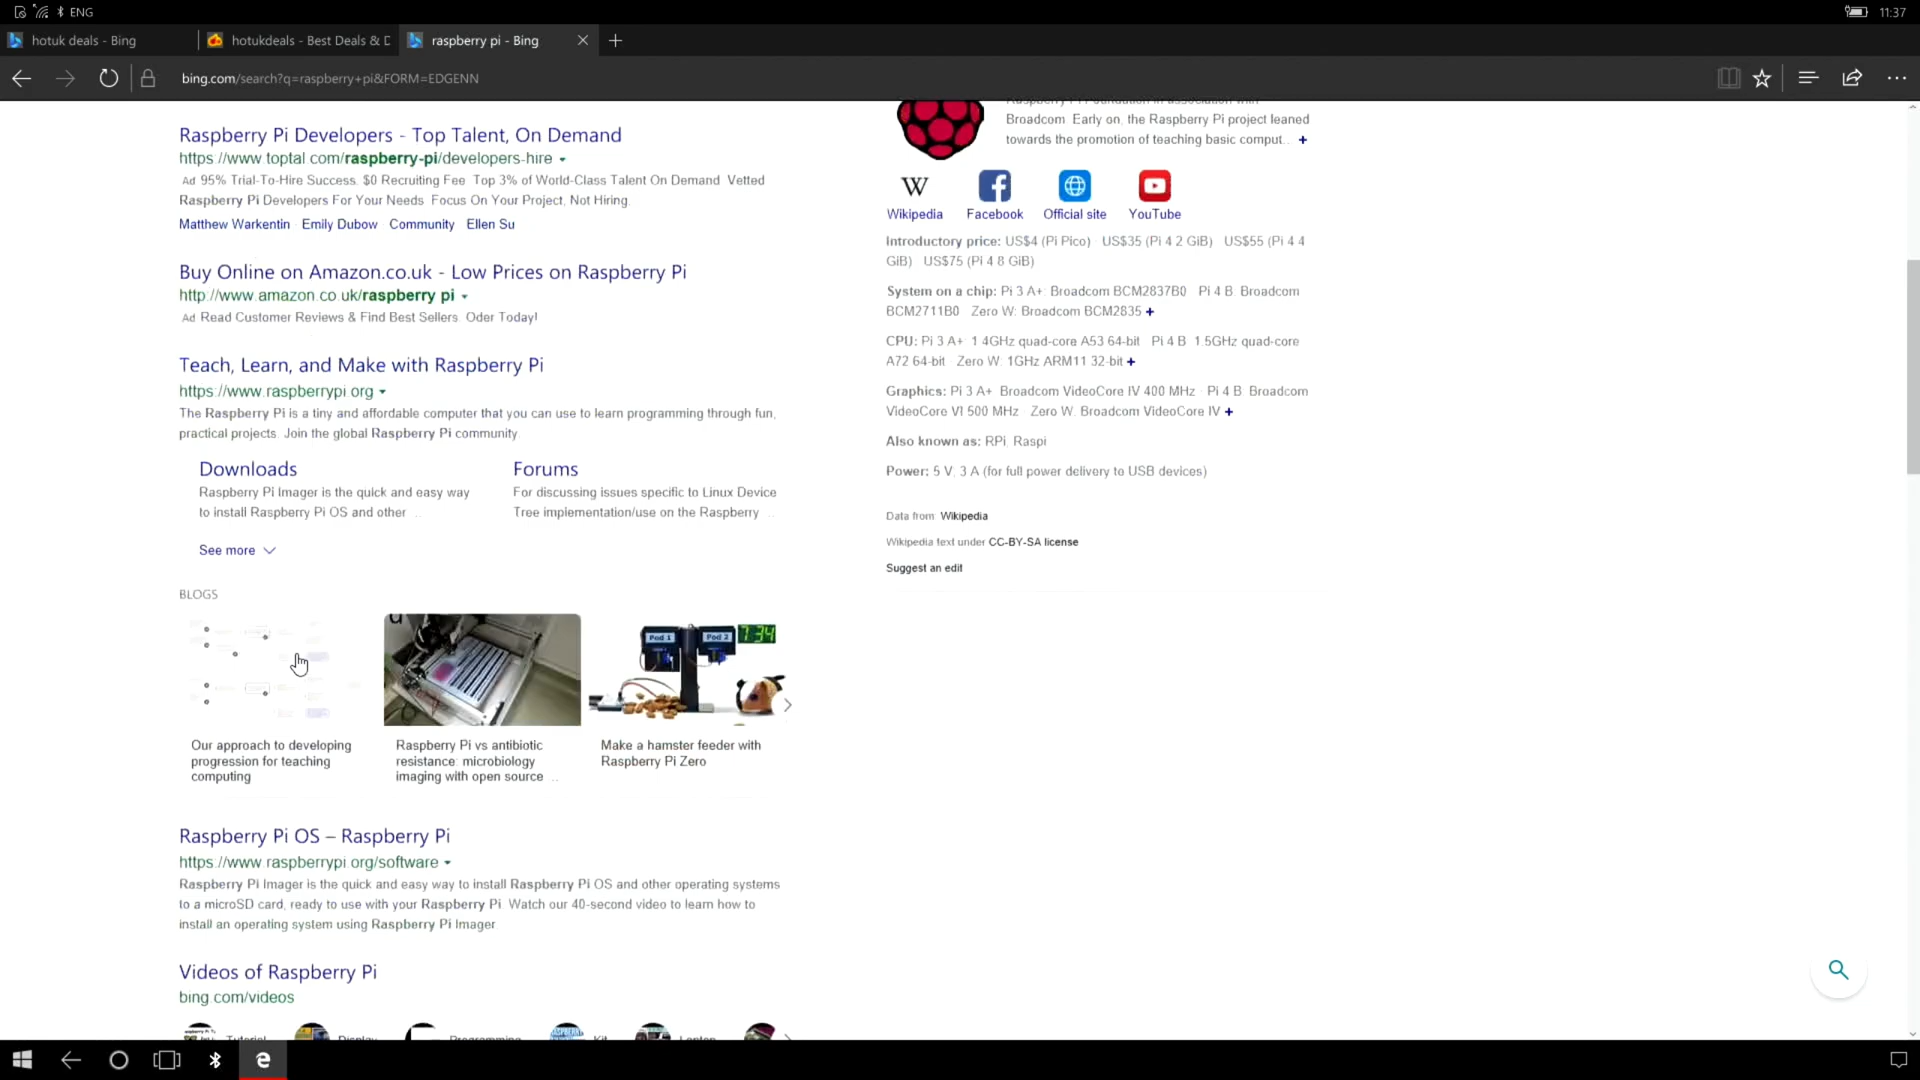 ENG
11:37
hotuk deals - Bing
hotukdeals - Best Deals & D
raspberry pi - Bing
bing.com/search?q=raspberry+pi&FORM=EDGENN
Raspberry Pi Developers - Top Talent, On Demand
https://www.toptal.com/raspberry-pi/developers-hire
Ad 95% Trial-To-Hire Success. $0 Recruiting Fee. Top 3% of World-Class Talent On Demand. Vetted
Raspberry Pi Developers For Your Needs. Focus On Your Project, Not Hiring.
Matthew Warkentin · Emily Dubow · Community · Ellen Su
Buy Online on Amazon.co.uk - Low Prices on Raspberry Pi
http://www.amazon.co.uk/raspberry pi
Ad Read Customer Reviews & Find Best Sellers. Oder Today!
Teach, Learn, and Make with Raspberry Pi
https://www.raspberrypi.org
The Raspberry Pi is a tiny and affordable computer that you can use to learn programming through fun,
practical projects. Join the global Raspberry Pi community.
Downloads
Raspberry Pi Imager is the quick and easy way
to install Raspberry Pi OS and other ...
Forums
For discussing issues specific to Linux Device
Tree implementation/use on the Raspberry ...
See more
BLOGS
Pod 1
Pod 2
7:34
Our approach to developing
progression for teaching
computing
Raspberry Pi vs antibiotic
resistance: microbiology
imaging with open source ...
Make a hamster feeder with
Raspberry Pi Zero
Raspberry Pi OS – Raspberry Pi
https://www.raspberrypi.org/software
Raspberry Pi Imager is the quick and easy way to install Raspberry Pi OS and other operating systems
to a microSD card, ready to use with your Raspberry Pi. Watch our 40-second video to learn how to
install an operating system using Raspberry Pi Imager.
Videos of Raspberry Pi
bing.com/videos
Tutorial
Display
Programming
Kit
Laptop
Raspberry Pi Foundation in association with
Broadcom. Early on, the Raspberry Pi project leaned
towards the promotion of teaching basic comput... +
W
Wikipedia
Facebook
Official site
YouTube
Introductory price: US$4 (Pi Pico) · US$35 (Pi 4 2 GiB) · US$55 (Pi 4 4
GiB) · US$75 (Pi 4 8 GiB)
System on a chip: Pi 3 A+: Broadcom BCM2837B0 · Pi 4 B: Broadcom
BCM2711B0 · Zero W: Broadcom BCM2835 +
CPU: Pi 3 A+: 1.4GHz quad-core A53 64-bit · Pi 4 B: 1.5GHz quad-core
A72 64-bit · Zero W: 1GHz ARM11 32-bit +
Graphics: Pi 3 A+: Broadcom VideoCore IV 400 MHz · Pi 4 B: Broadcom
VideoCore VI 500 MHz · Zero W: Broadcom VideoCore IV +
Also known as: RPi, Raspi
Power: 5 V; 3 A (for full power delivery to USB devices)
Data from: Wikipedia
Wikipedia text under CC-BY-SA license
Suggest an edit